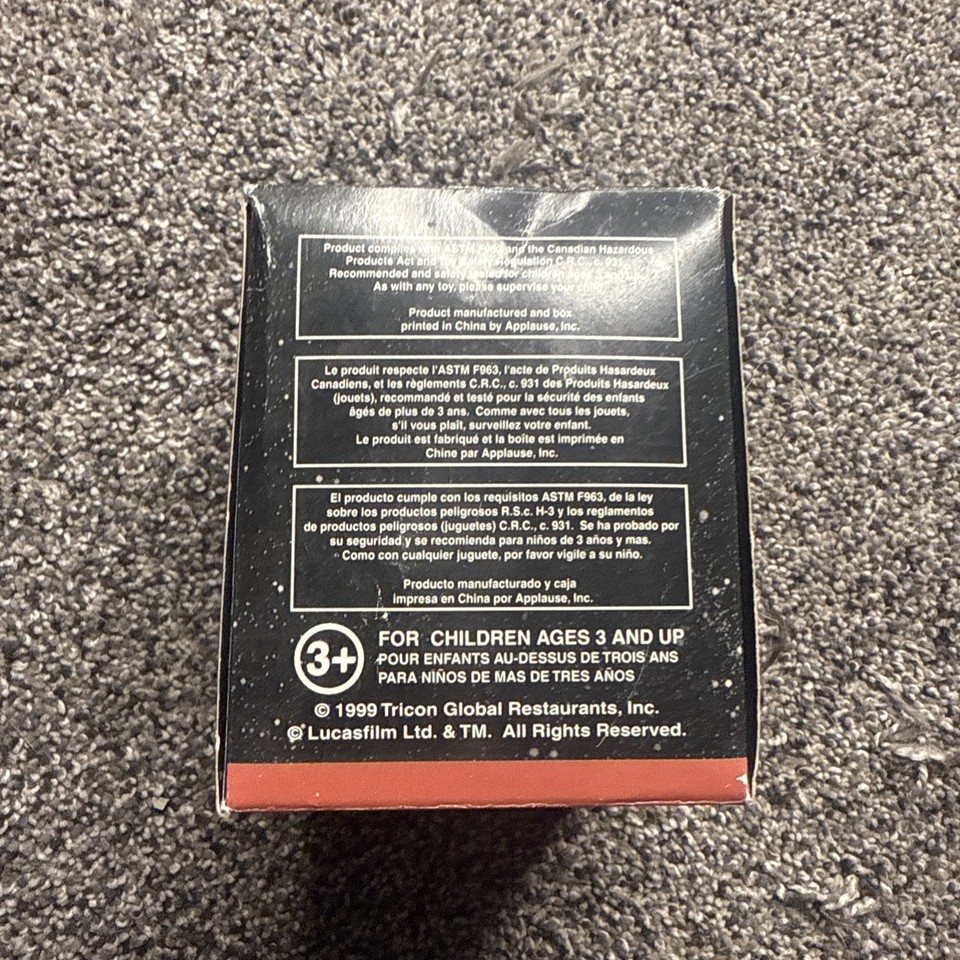 Product complies with ASTM F963 and the Canadian Hazardous
Products Act and Toy Safety Regulation C.R.C., c. 931.
Recommended and safety tested for children ages 3 and up.
As with any toy, please supervise your child.
Product manufactured and box
printed in China by Applause, Inc.
Le produit respecte l'ASTM F963, l'acte de Produits Hasardeux
Canadiens, et les règlements C.R.C., c. 931 des Produits Hasardeux
(jouets), recommandé et testé pour la sécurité des enfants
âgés de plus de 3 ans. Comme avec tous les jouets,
s'il vous plaît, surveillez votre enfant.
Le produit est fabriqué et la boîte est imprimée en
Chine par Applause, Inc.
El producto cumple con los requisitos ASTM F963, de la ley
sobre los productos peligrosos R.S.c. H-3 y los reglamentos
de productos peligrosos (juguetes) C.R.C., c. 931. Se ha probado por
su seguridad y se recomienda para niños de 3 años y mas.
Como con cualquier juguete, por favor vigile a su niño.
Producto manufacturado y caja
impresa en China por Applause, Inc.
3+
FOR CHILDREN AGES 3 AND UP
POUR ENFANTS AU-DESSUS DE TROIS ANS
PARA NIÑOS DE MAS DE TRES AÑOS
© 1999 Tricon Global Restaurants, Inc.
© Lucasfilm Ltd. & TM. All Rights Reserved.